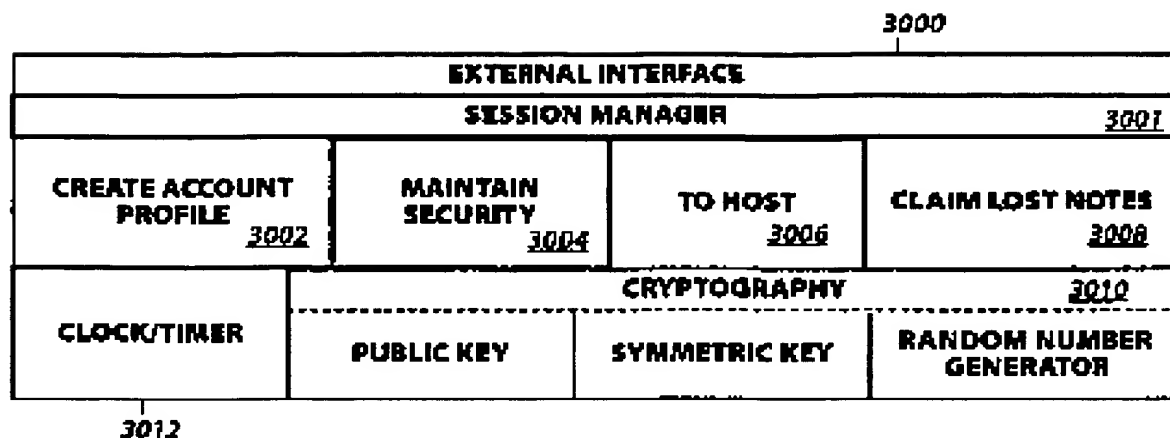 3000
EXTERNAL INTERFACE
SESSION MANAGER
3001
CREATE ACCOUNT
PROFILE
3002
MAINTAIN
SECURITY
3004
TO HOST
3006
CLAIM LOST NOTES
3008
CLOCK/TIMER
CRYPTOGRAPHY
3010
PUBLIC KEY
SYMMETRIC KEY
RANDOM NUMBER
GENERATOR
3012